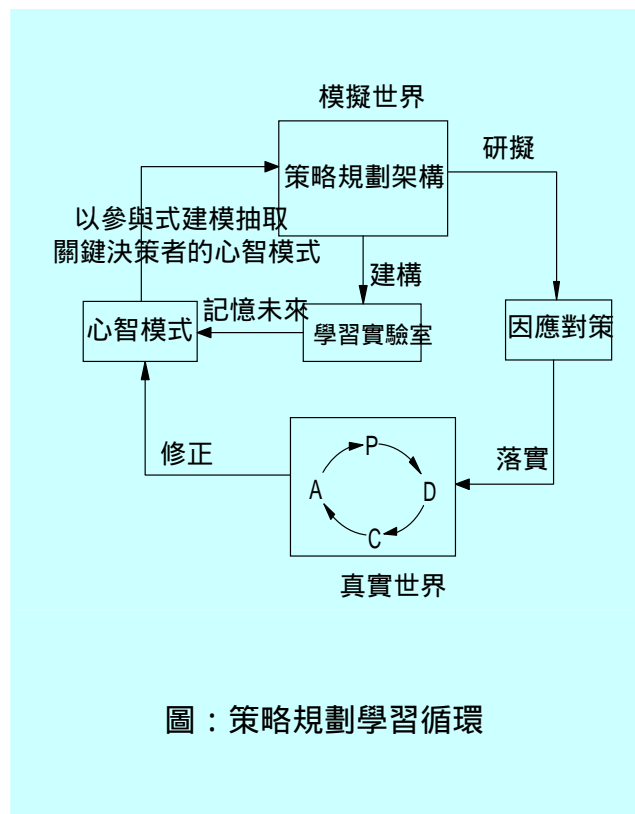 模擬世界
研擬
策略規劃架構
以參與式建模抽取
關鍵決策者的心智模式
建構
記憶未來
心智模式
學習實驗室
因應對策
修正
落實
P
A
D
C
真實世界
圖：策略規劃學習循環